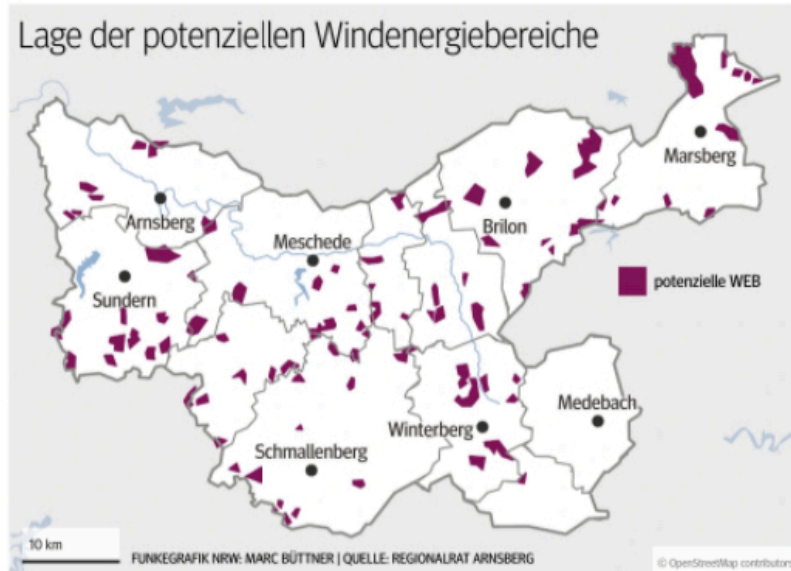 Lage der potenziellen Windenergiebereiche
Marsberg
Arnsberg
Brilon
Meschede
Sundern
potenzielle WEB
Medebach
Winterberg
Schmallenberg
10 km
FUNKEGRAFIK NRW: MARC BÜTTNER | QUELLE: REGIONALRAT ARNSBERG
© OpenStreetMap contributors